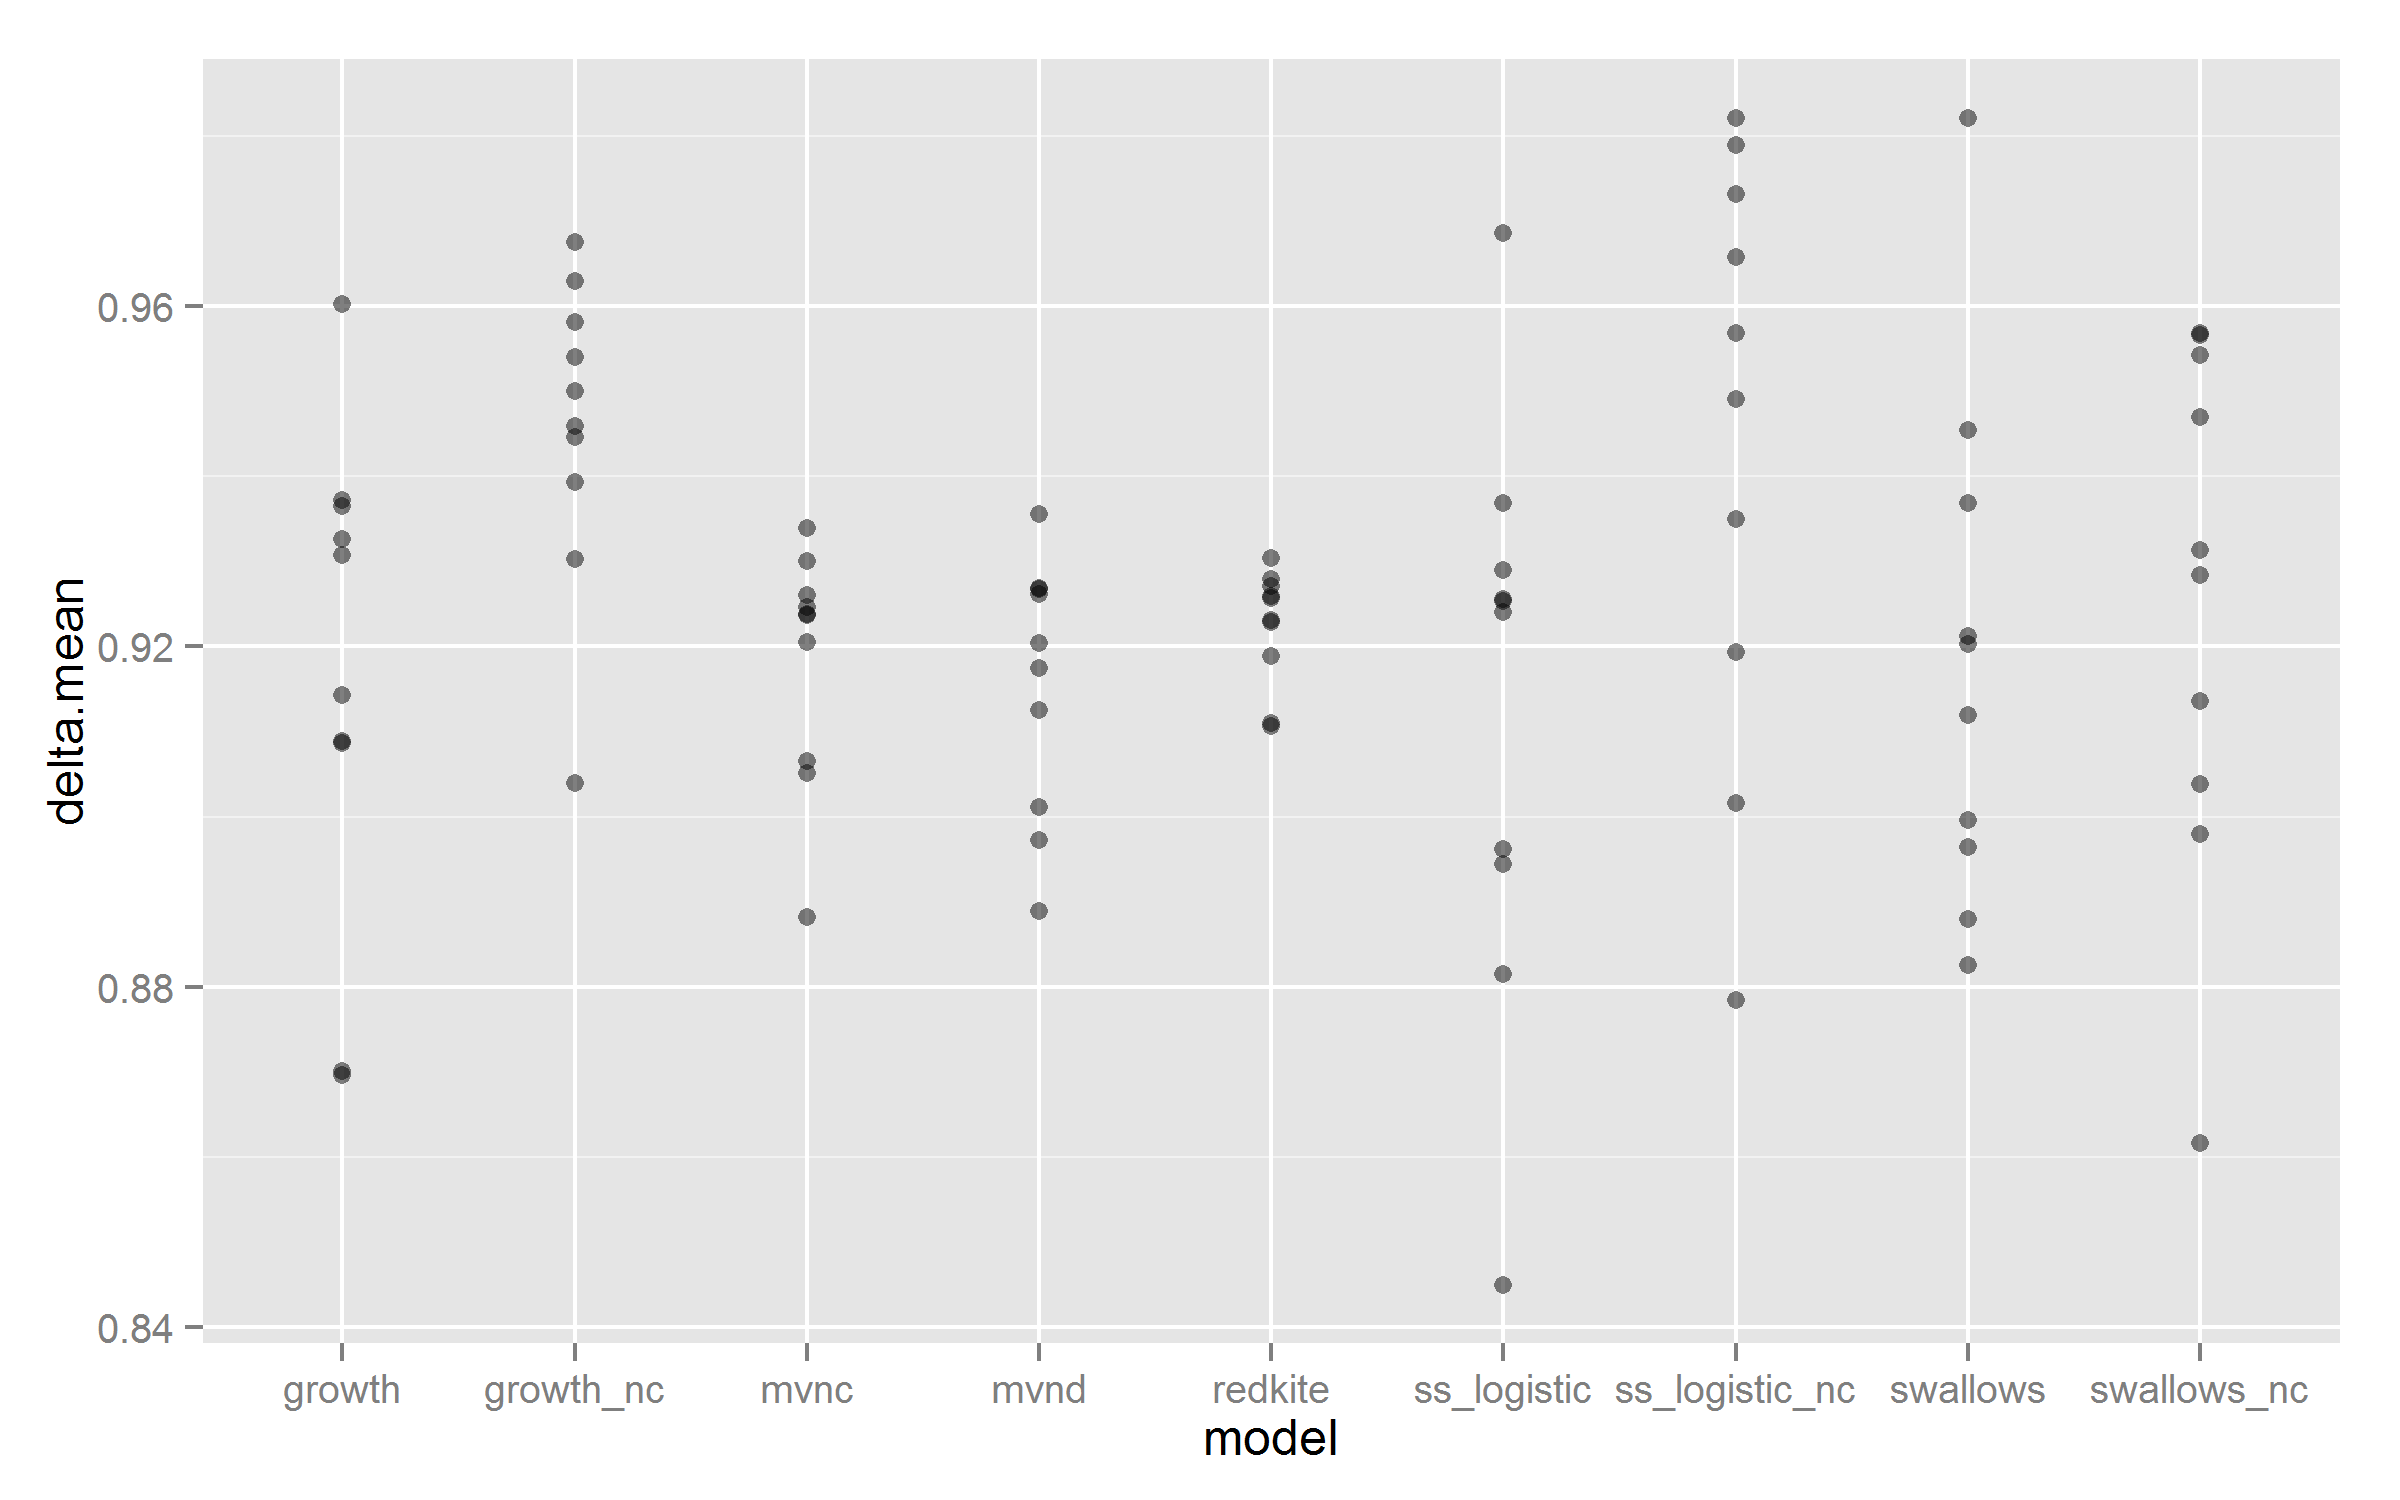 delta.mean
0.96
0.92
0.88
0.84
growth growth_nc mvnc mvnd redkite ss_logistic ss_logistic_nc swallows swallows_nc
model